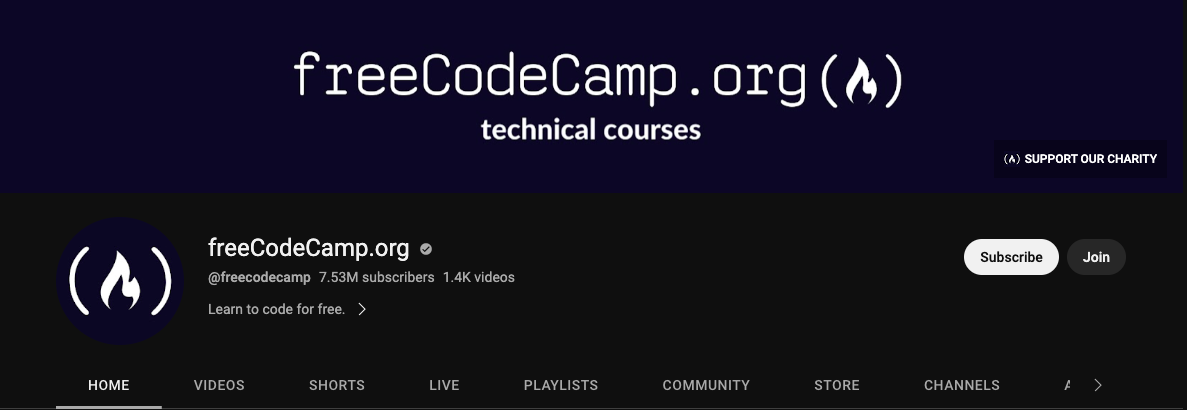 freeCodeCamp.org
technical courses
SUPPORT OUR CHARITY
freeCodeCamp.org
@freecodecamp 7.53M subscribers 1.4K videos
Learn to code for free.
Subscribe Join
HOME VIDEOS SHORTS LIVE PLAYLISTS COMMUNITY STORE CHANNELS